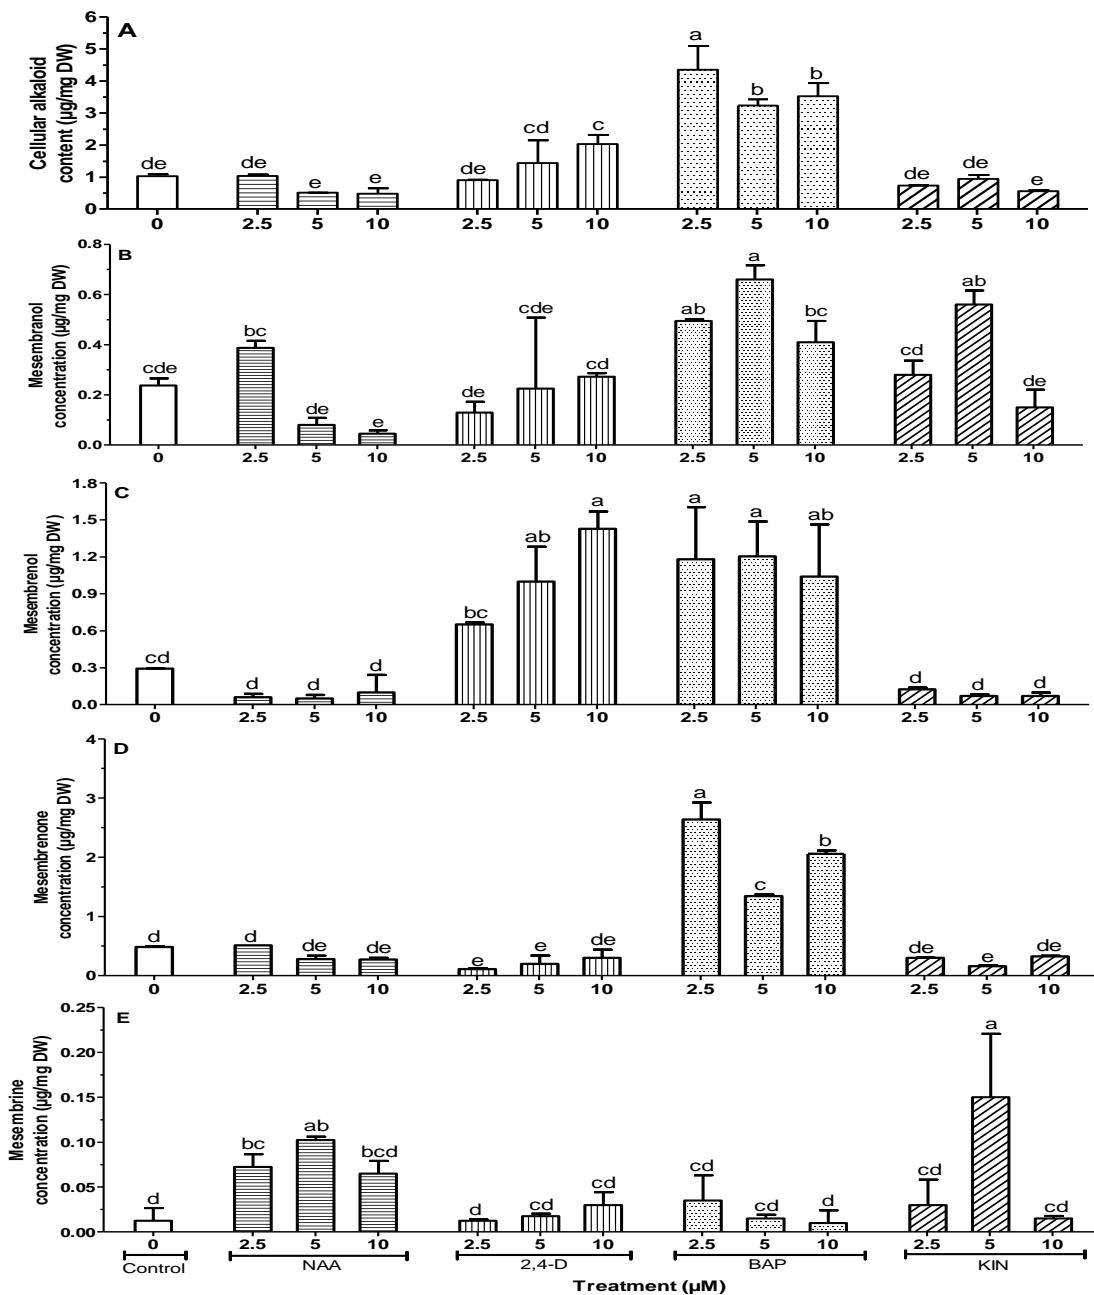 A
Cellular alkaloid
content (µg/mg DW)
6
5
4
3
2
1
0
de de e e de cd c a b b de de e
0 2.5 5 10 2.5 5 10 2.5 5 10 2.5 5 10
B
Mesembranol
concentration (µg/mg DW)
0.8
0.6
0.4
0.2
0.0
cde bc de e de cde cd ab a bc cd ab de
0 2.5 5 10 2.5 5 10 2.5 5 10 2.5 5 10
C
Mesembrenol
concentration (µg/mg DW)
1.8
1.5
1.2
0.9
0.6
0.3
0.0
cd d d d bc ab a a a ab d d d
0 2.5 5 10 2.5 5 10 2.5 5 10 2.5 5 10
D
Mesembrenone
concentration (µg/mg DW)
4
3
2
1
0
d d de de e e de a c b de e de
0 2.5 5 10 2.5 5 10 2.5 5 10 2.5 5 10
E
Mesembrine
concentration (µg/mg DW)
0.25
0.20
0.15
0.10
0.05
0.00
d bc ab bcd d cd cd cd cd d cd a cd
0 2.5 5 10 2.5 5 10 2.5 5 10 2.5 5 10
Control NAA 2,4-D BAP KIN
Treatment (µM)